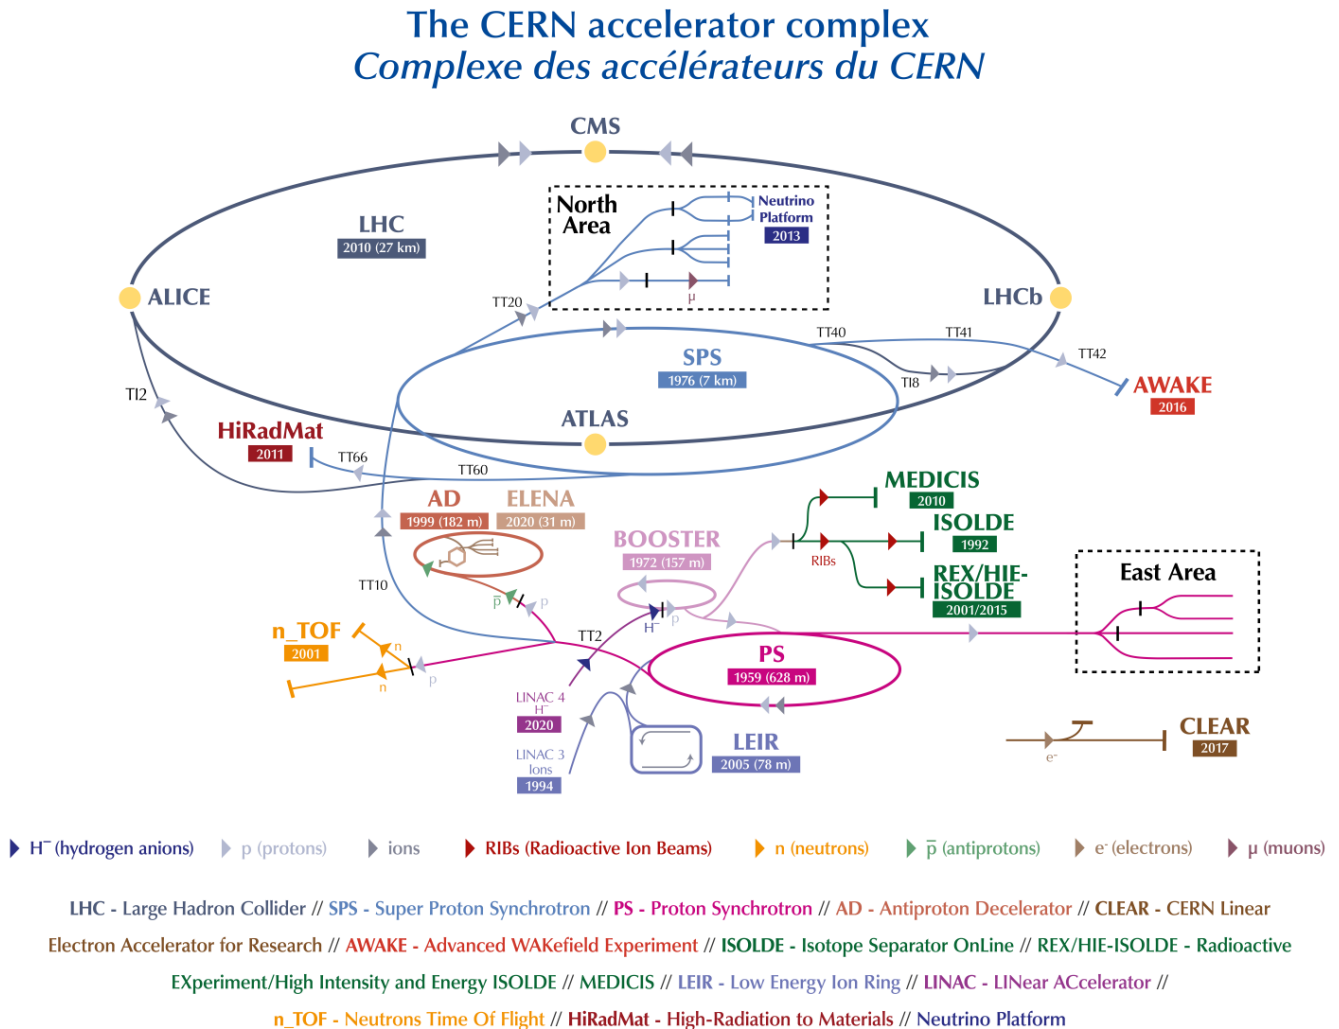 The CERN accelerator complex
Complexe des accélérateurs du CERN
CMS
North
Area
Neutrino
Platform
2013
LHC
2010 (27 km)
μ
ALICE
LHCb
TT20
TT40
TT41
TT42
SPS
1976 (7 km)
TI8
TI2
AWAKE
2016
ATLAS
HiRadMat
2011
TT66
TT60
MEDICIS
2010
AD
1999 (182 m)
ELENA
2020 (31 m)
ISOLDE
1992
BOOSTER
1972 (157 m)
RIBs
REX/HIE-
ISOLDE
2001/2015
East Area
TT10
p̅
p
H⁻
p
n_TOF
2001
n
n
p
TT2
PS
1959 (628 m)
LINAC 4
H⁻
2020
LINAC 3
Ions
1994
LEIR
2005 (78 m)
CLEAR
2017
e⁻
H⁻ (hydrogen anions)
p (protons)
ions
RIBs (Radioactive Ion Beams)
n (neutrons)
p̅ (antiprotons)
e⁻ (electrons)
μ (muons)
LHC - Large Hadron Collider // SPS - Super Proton Synchrotron // PS - Proton Synchrotron // AD - Antiproton Decelerator // CLEAR - CERN Linear
Electron Accelerator for Research // AWAKE - Advanced WAKefield Experiment // ISOLDE - Isotope Separator OnLine // REX/HIE-ISOLDE - Radioactive
EXperiment/High Intensity and Energy ISOLDE // MEDICIS // LEIR - Low Energy Ion Ring // LINAC - LINear ACcelerator //
n_TOF - Neutrons Time Of Flight // HiRadMat - High-Radiation to Materials // Neutrino Platform